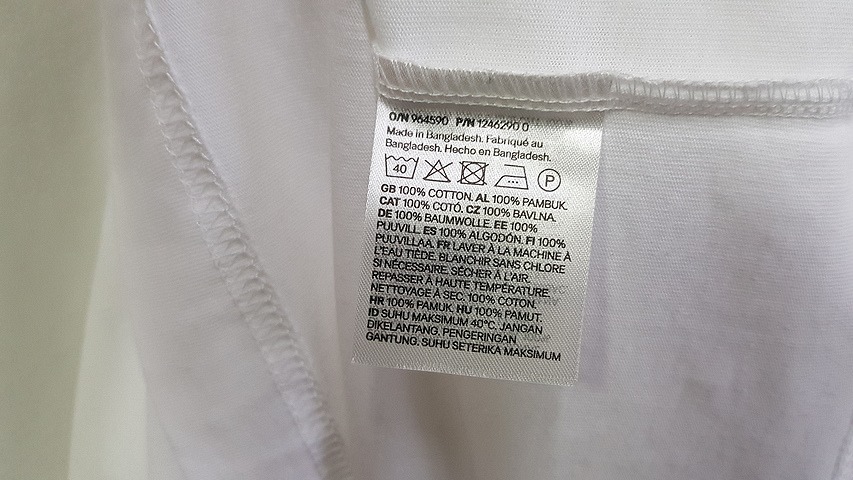 O/N 964590 P/N 1246290 0
Made in Bangladesh. Fabriqué au
Bangladesh. Hecho en Bangladesh.
40 P
GB 100% COTTON. AL 100% PAMBUK.
CAT 100% COTÓ. CZ 100% BAVLNA.
DE 100% BAUMWOLLE. EE 100%
PUUVILL. ES 100% ALGODÓN. FI 100%
PUUVILLAA. FR LAVER À LA MACHINE À
L'EAU TIÈDE. BLANCHIR SANS CHLORE
SI NÉCESSAIRE. SÉCHER À L'AIR.
REPASSER À HAUTE TEMPÉRATURE
NETTOYAGE À SEC. 100% COTON.
HR 100% PAMUK. HU 100% PAMUT.
ID SUHU MAKSIMUM 40°C. JANGAN
DIKELANTANG. PENGERINGAN
GANTUNG. SUHU SETERIKA MAKSIMUM